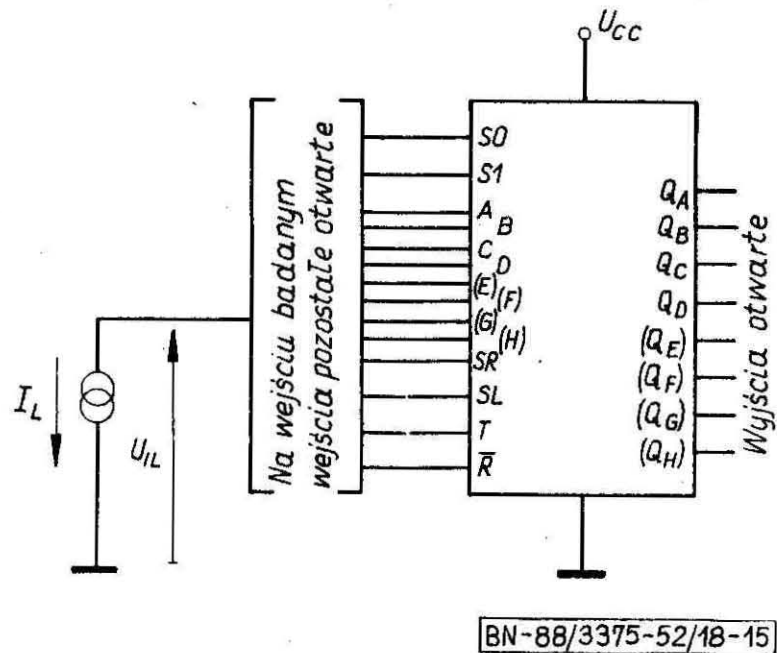 U_CC
Na wejściu badanym
wejścia pozostałe otwarte
I_L
U_IL
S0
S1
A
B
C
D
(E)
(F)
(G)
(H)
SR
SL
T
R̅
Q_A
Q_B
Q_C
Q_D
(Q_E)
(Q_F)
(Q_G)
(Q_H)
Wyjścia otwarte
BN-88/3375-52/18-15